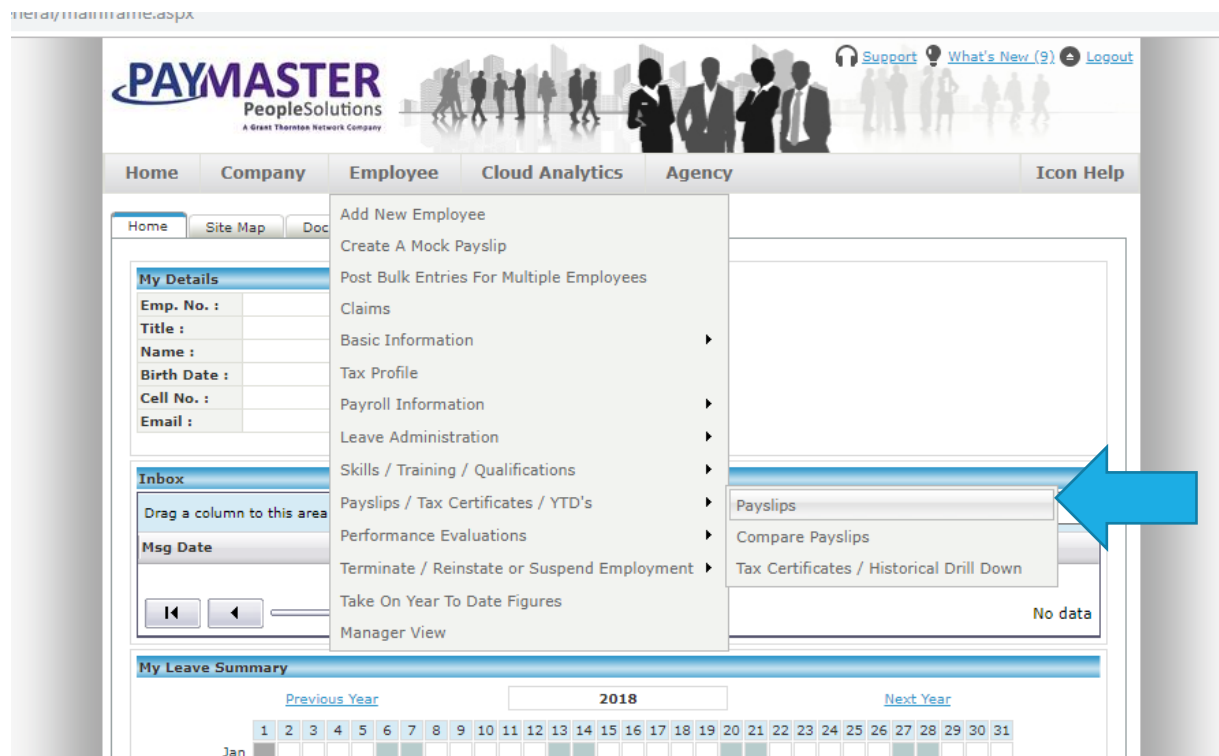 eneral/mainframe.aspx
PAYMASTER
PeopleSolutions
A Grant Thornton Network Company
Support What's New (9) Logout
Home Company Employee Cloud Analytics Agency Icon Help
Home Site Map Doc
Add New Employee
Create A Mock Payslip
Post Bulk Entries For Multiple Employees
Claims
Basic Information
Tax Profile
Payroll Information
Leave Administration
Skills / Training / Qualifications
Payslips / Tax Certificates / YTD's
Performance Evaluations
Terminate / Reinstate or Suspend Employment
Take On Year To Date Figures
Manager View
Payslips
Compare Payslips
Tax Certificates / Historical Drill Down
My Details
Emp. No. :
Title :
Name :
Birth Date :
Cell No. :
Email :
Inbox
Drag a column to this area
Msg Date
No data
My Leave Summary
Previous Year 2018 Next Year
1 2 3 4 5 6 7 8 9 10 11 12 13 14 15 16 17 18 19 20 21 22 23 24 25 26 27 28 29 30 31
Jan